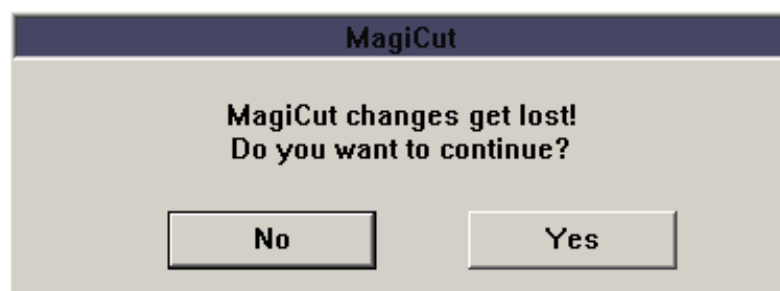 MagiCut
MagiCut changes get lost!
Do you want to continue?
No
Yes